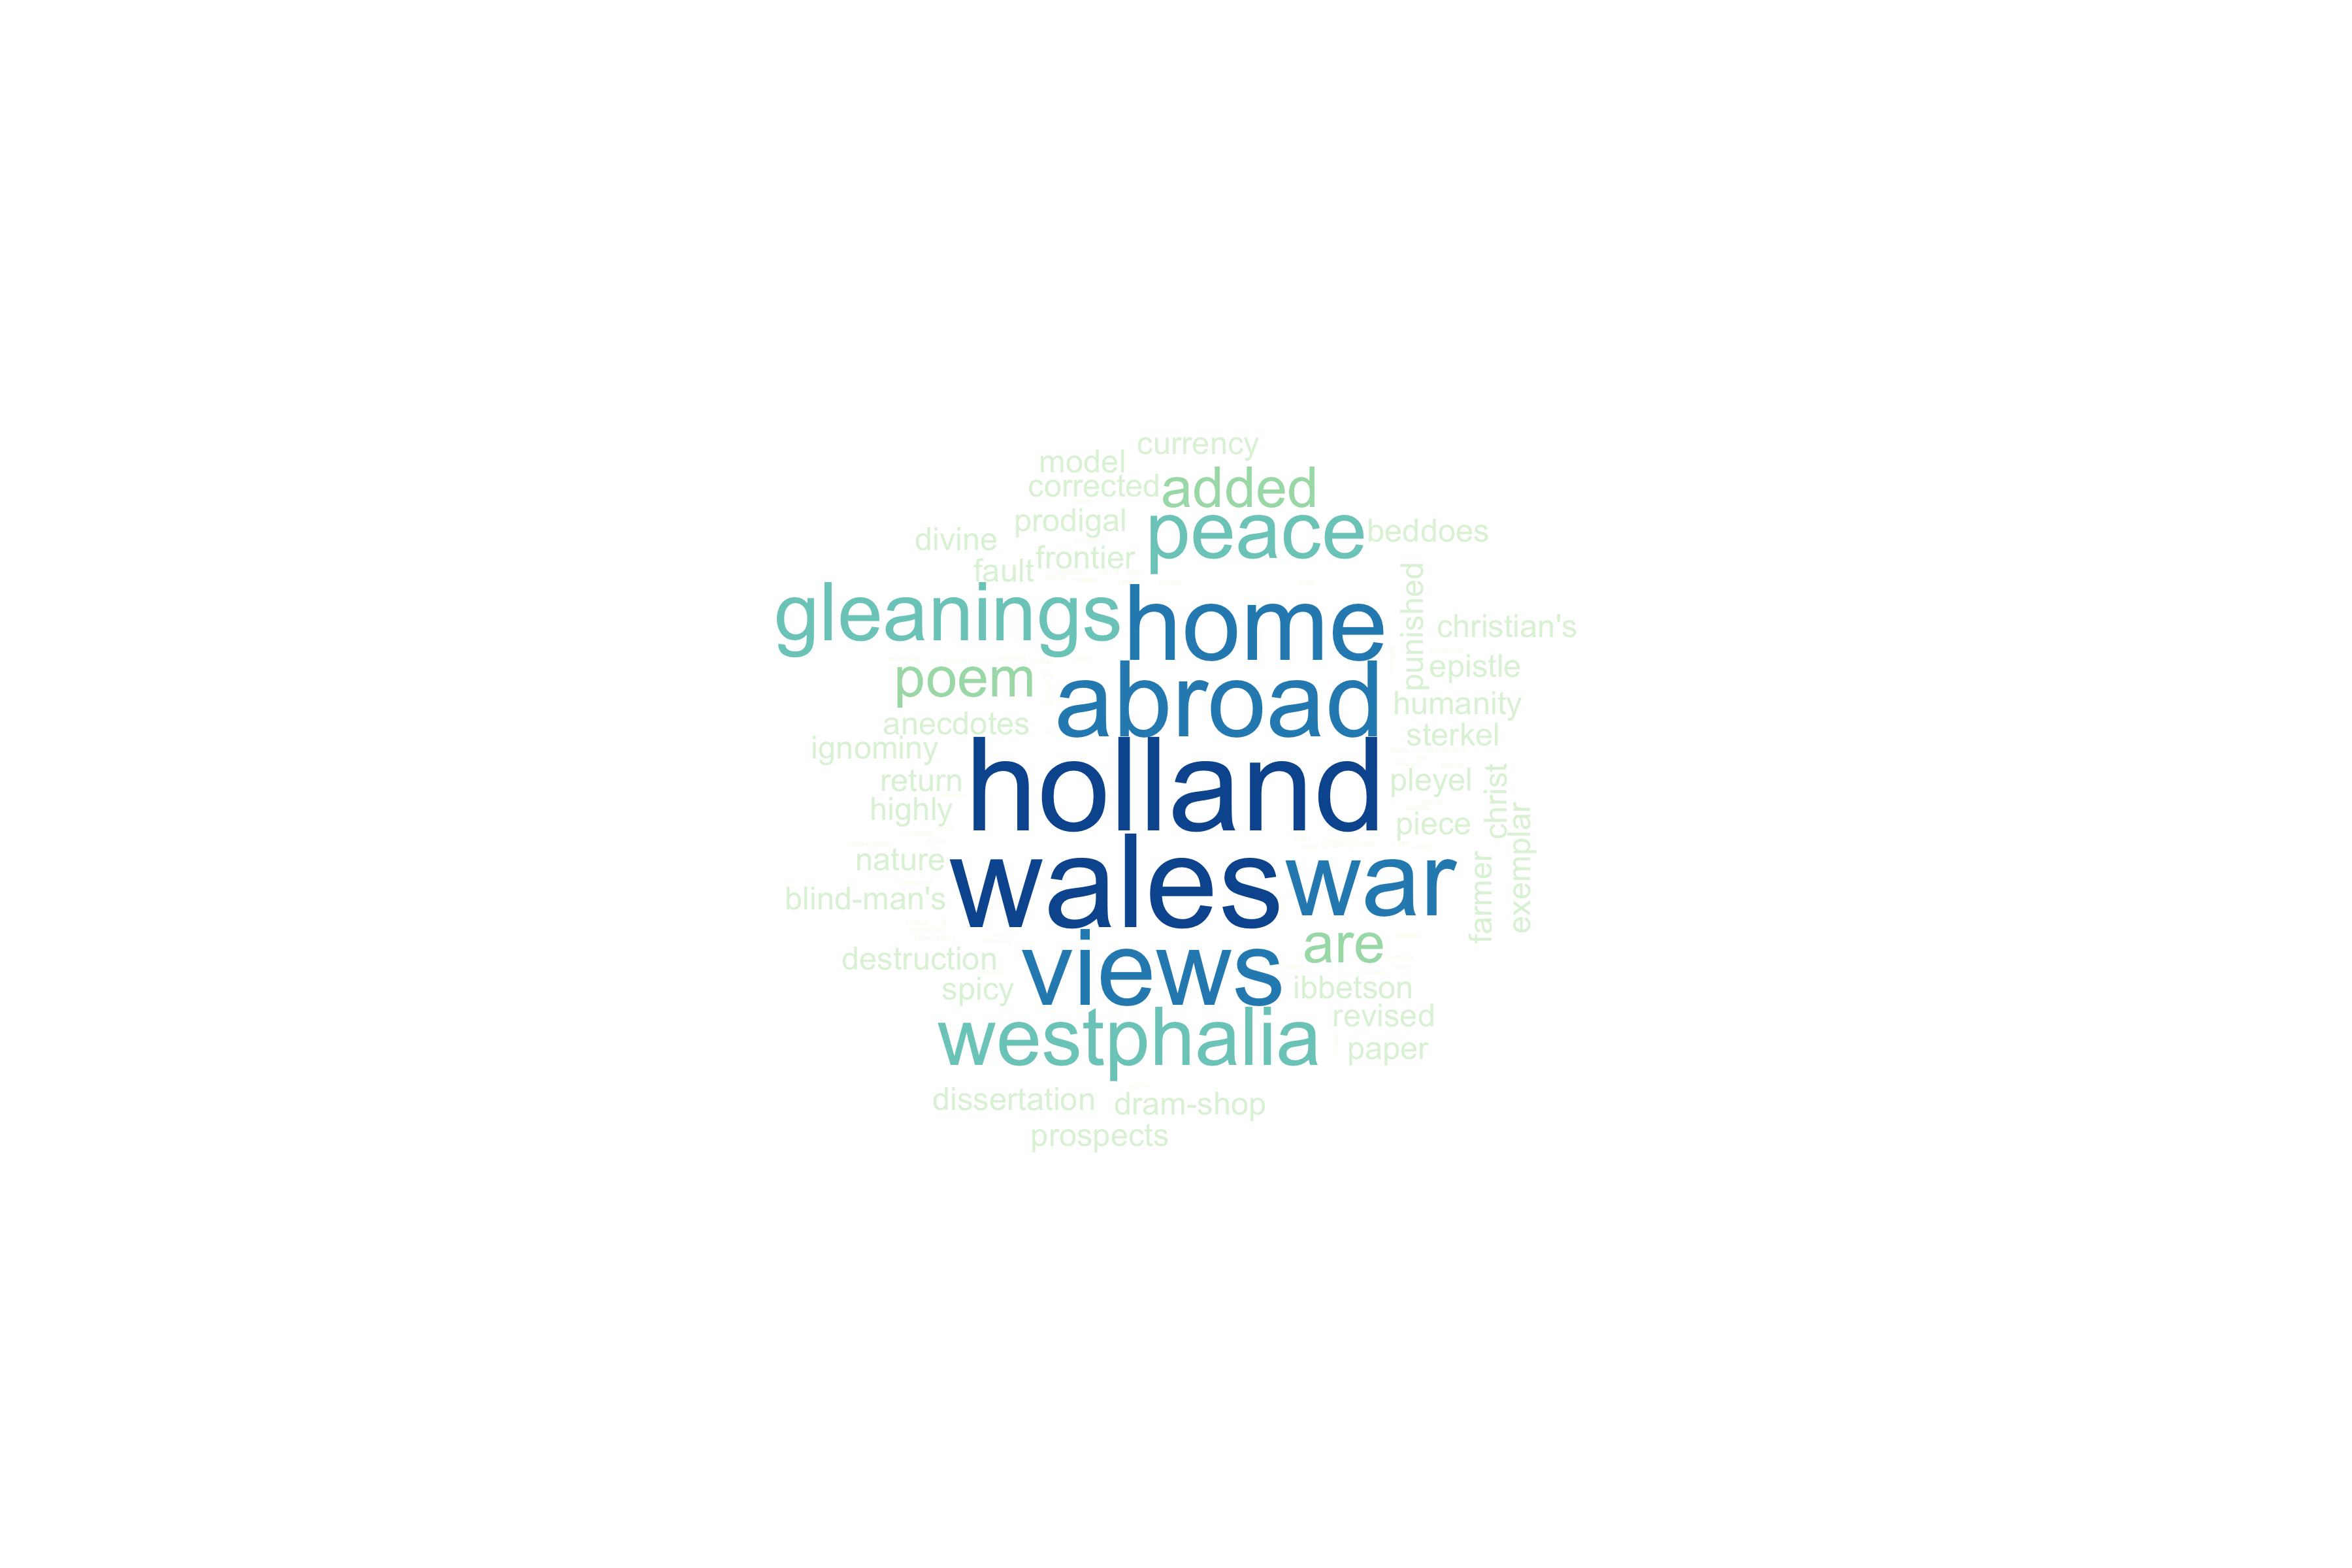 currency
model
corrected added
prodigal peace beddoes
divine frontier
fault
gleanings home punished christian's
poem abroad epistle
humanity
anecdotes sterkel
ignominy
return holland pleyel christ
highly piece exemplar
nature wales war farmer
blind-man's
are
destruction views
spicy ibbetson
revised
westphalia paper
dissertation dram-shop
prospects